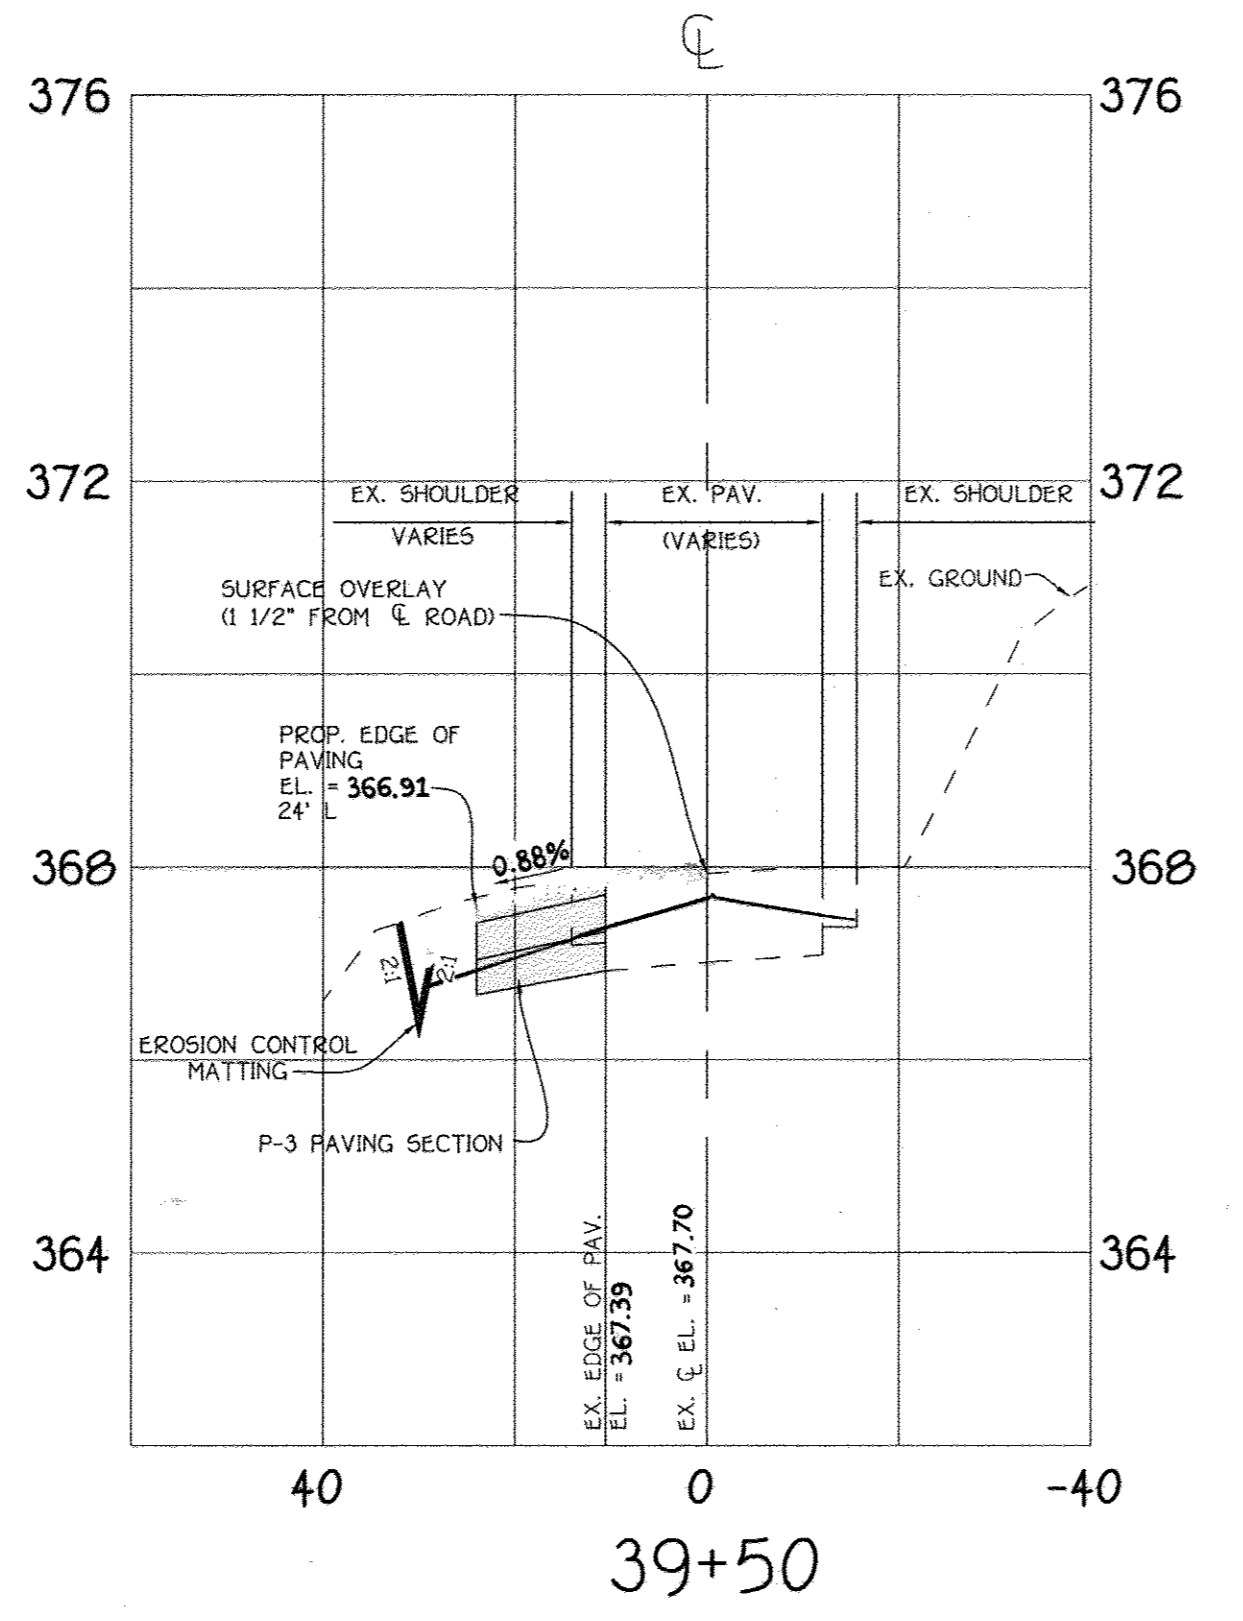 ℄
376 376
372 372
EX. SHOULDER EX. PAV. EX. SHOULDER
VARIES (VARIES)
EX. GROUND
SURFACE OVERLAY
(1 1/2" FROM ℄ ROAD)
PROP. EDGE OF
PAVING
EL. = 366.91
24' L
368 0.88% 368
2:1 2:1
EROSION CONTROL
MATTING
P-3 PAVING SECTION
364 364
EX. EDGE OF PAV.
EL. = 367.39
EX. ℄ EL. = 367.70
40 0 -40
39+50